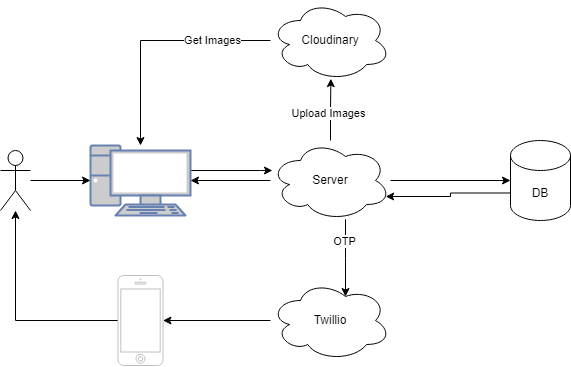 Cloudinary
Get Images
Upload Images
Server
DB
OTP
Twillio